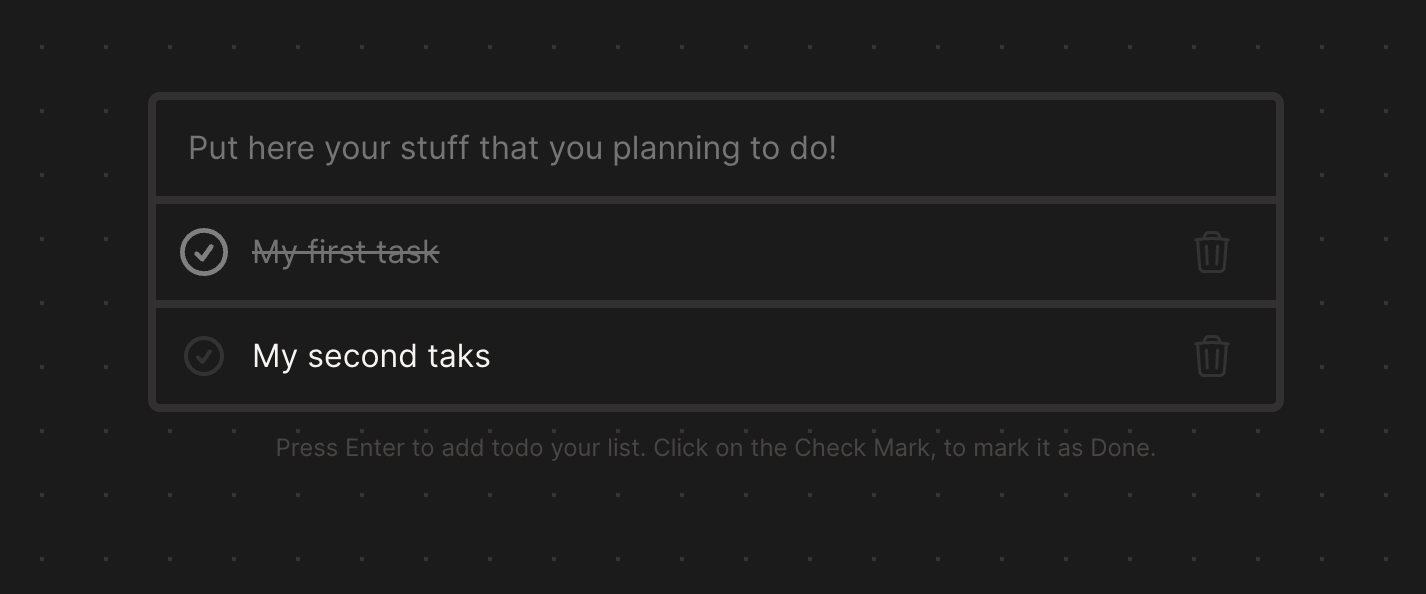 Put here your stuff that you planning to do!
My first task
My second taks
Press Enter to add todo your list. Click on the Check Mark, to mark it as Done.